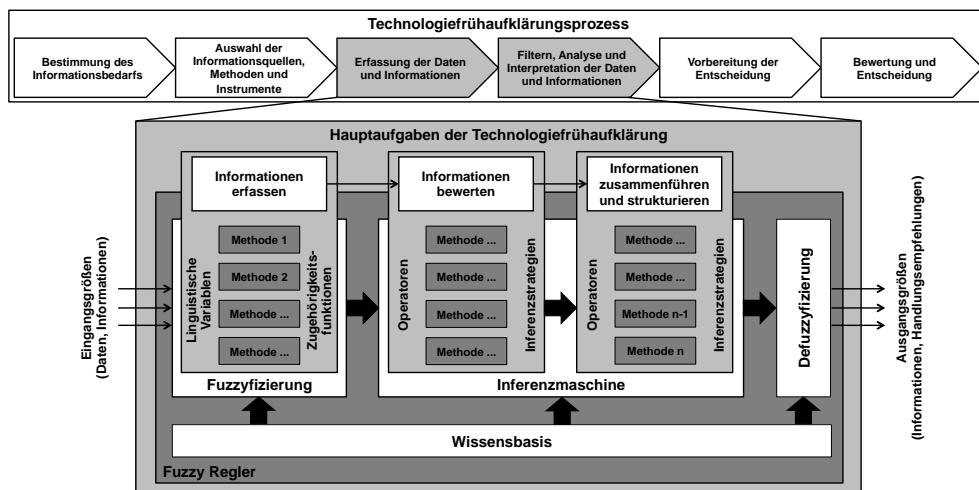 Technologiefrühaufklärungsprozess
Bestimmung des
Informationsbedarfs
Auswahl der
Informationsquellen,
Methoden und
Instrumente
Erfassung der Daten
und Informationen
Filtern, Analyse und
Interpretation der Daten
und Informationen
Vorbereitung der
Entscheidung
Bewertung und
Entscheidung
Hauptaufgaben der Technologiefrühaufklärung
Informationen
erfassen
Informationen
bewerten
Informationen
zusammenführen
und strukturieren
Eingangsgrößen
(Daten, Informationen)
Linguistische
Variablen
Methode 1
Methode 2
Methode ...
Methode ...
Zugehörigkeits-
funktionen
Fuzzyfizierung
Operatoren
Methode ...
Methode ...
Methode ...
Methode ...
Inferenzstrategien
Operatoren
Methode ...
Methode ...
Methode n-1
Methode n
Inferenzstrategien
Inferenzmaschine
Defuzzyfizierung
Ausgangsgrößen
(Informationen, Handlungsempfehlungen)
Wissensbasis
Fuzzy Regler